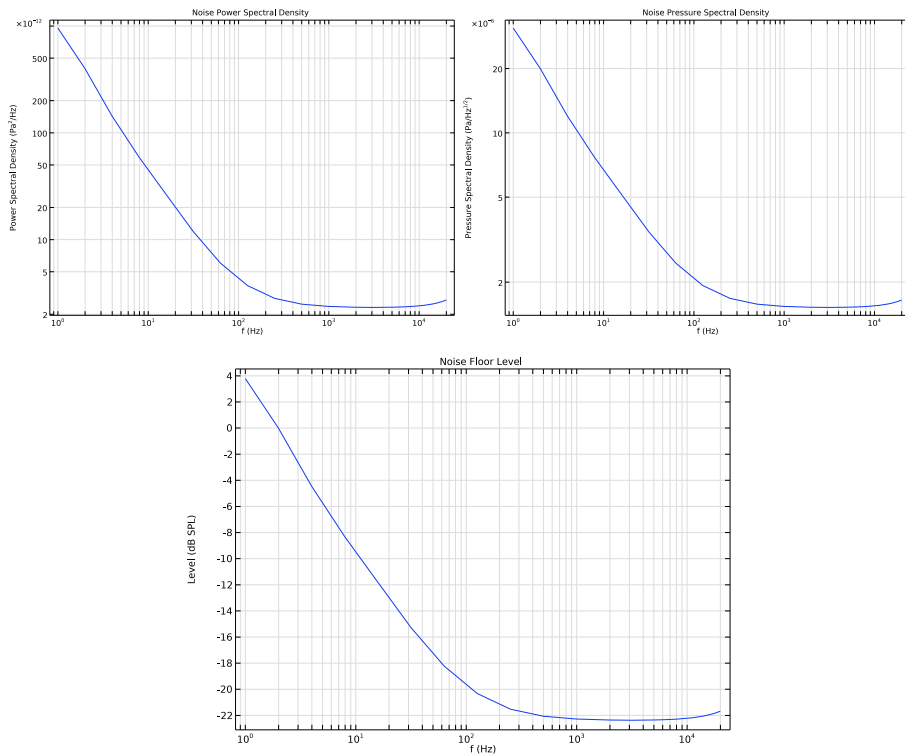 Noise Power Spectral Density
×10⁻¹²
500
200
100
50
20
10
5
2
Power Spectral Density (Pa²/Hz)
10⁰ 10¹ 10² 10³ 10⁴
f (Hz)
Noise Pressure Spectral Density
×10⁻⁶
20
10
5
2
Pressure Spectral Density (Pa/Hz¹ᐟ²)
10⁰ 10¹ 10² 10³ 10⁴
f (Hz)
Noise Floor Level
4
2
0
-2
-4
-6
-8
-10
-12
-14
-16
-18
-20
-22
Level (dB SPL)
10⁰ 10¹ 10² 10³ 10⁴
f (Hz)